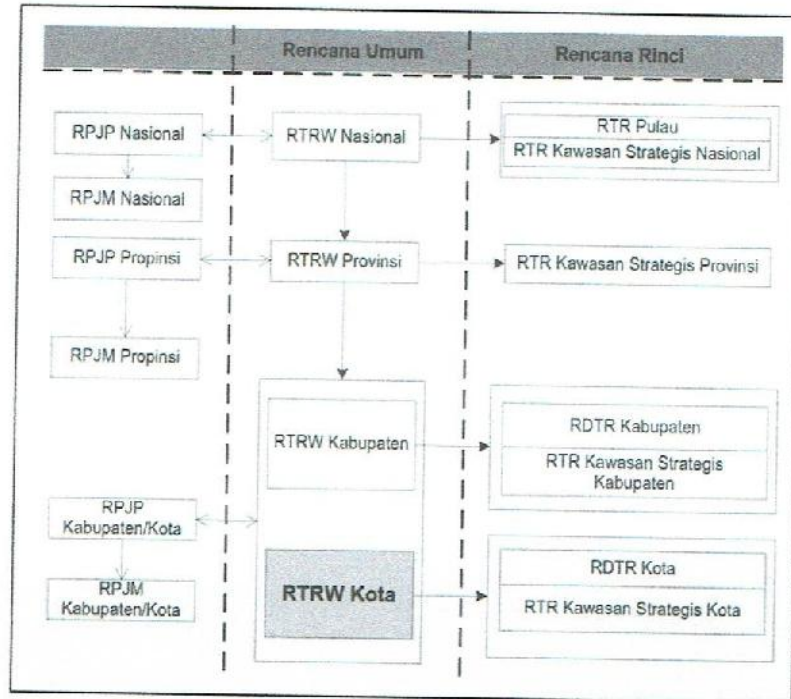 Rencana Umum
Rencana Rinci
RPJP Nasional
RTRW Nasional
RTR Pulau
RTR Kawasan Strategis Nasional
RPJM Nasional
RPJP Propinsi
RTRW Provinsi
RTR Kawasan Strategis Provinsi
RPJM Propinsi
RTRW Kabupaten
RDTR Kabupaten
RTR Kawasan Strategis
Kabupaten
RPJP
Kabupaten/Kota
RPJM
Kabupaten/Kota
RTRW Kota
RDTR Kota
RTR Kawasan Strategis Kota